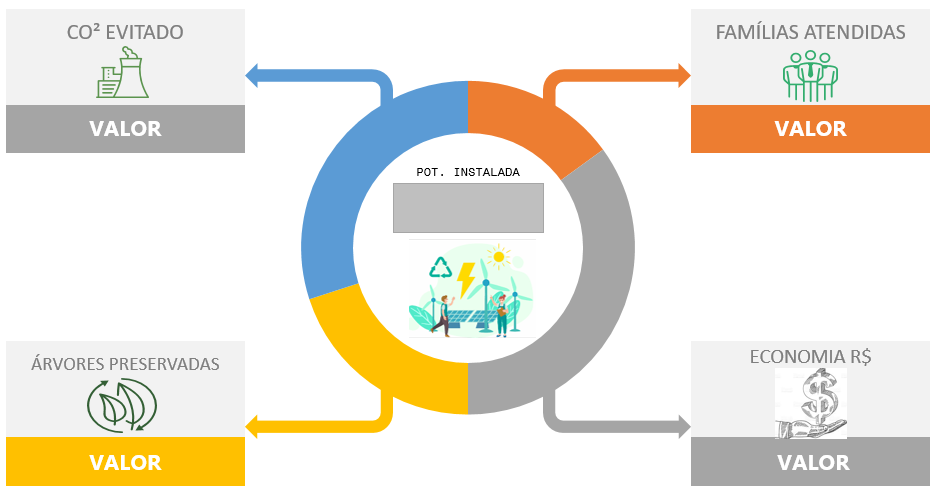 CO² EVITADO
VALOR
FAMÍLIAS ATENDIDAS
VALOR
POT. INSTALADA
ÁRVORES PRESERVADAS
VALOR
ECONOMIA R$
VALOR